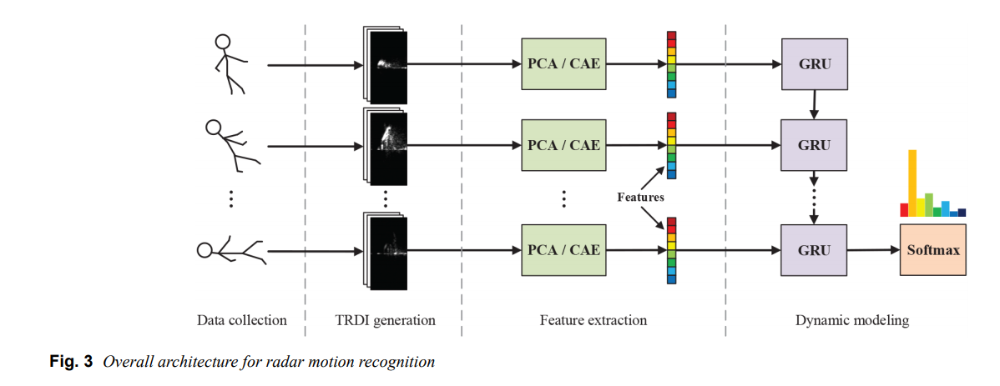 PCA / CAE
GRU
PCA / CAE
GRU
Features
PCA / CAE
GRU
Softmax
Data collection
TRDI generation
Feature extraction
Dynamic modeling
Fig. 3 Overall architecture for radar motion recognition